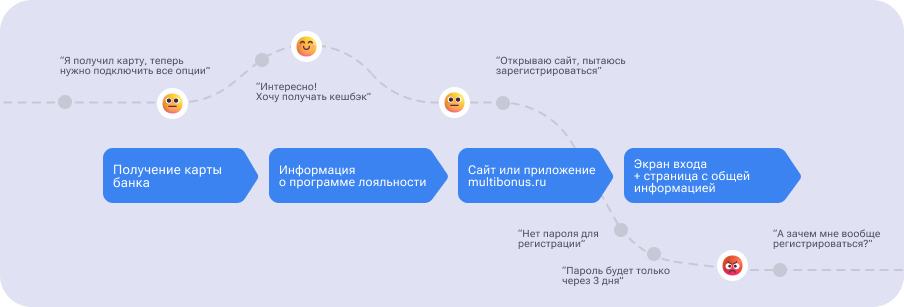 “Я получил карту, теперь
нужно подключить все опции”
“Интересно!
Хочу получать кешбэк”
“Открываю сайт, пытаюсь
зарегистрироваться”
Получение карты
банка
Информация
о программе лояльности
Сайт или приложение
multibonus.ru
Экран входа
+ страница с общей
информацией
“Нет пароля для
регистрации”
“Пароль будет только
через 3 дня”
“А зачем мне вообще
регистрироваться?”